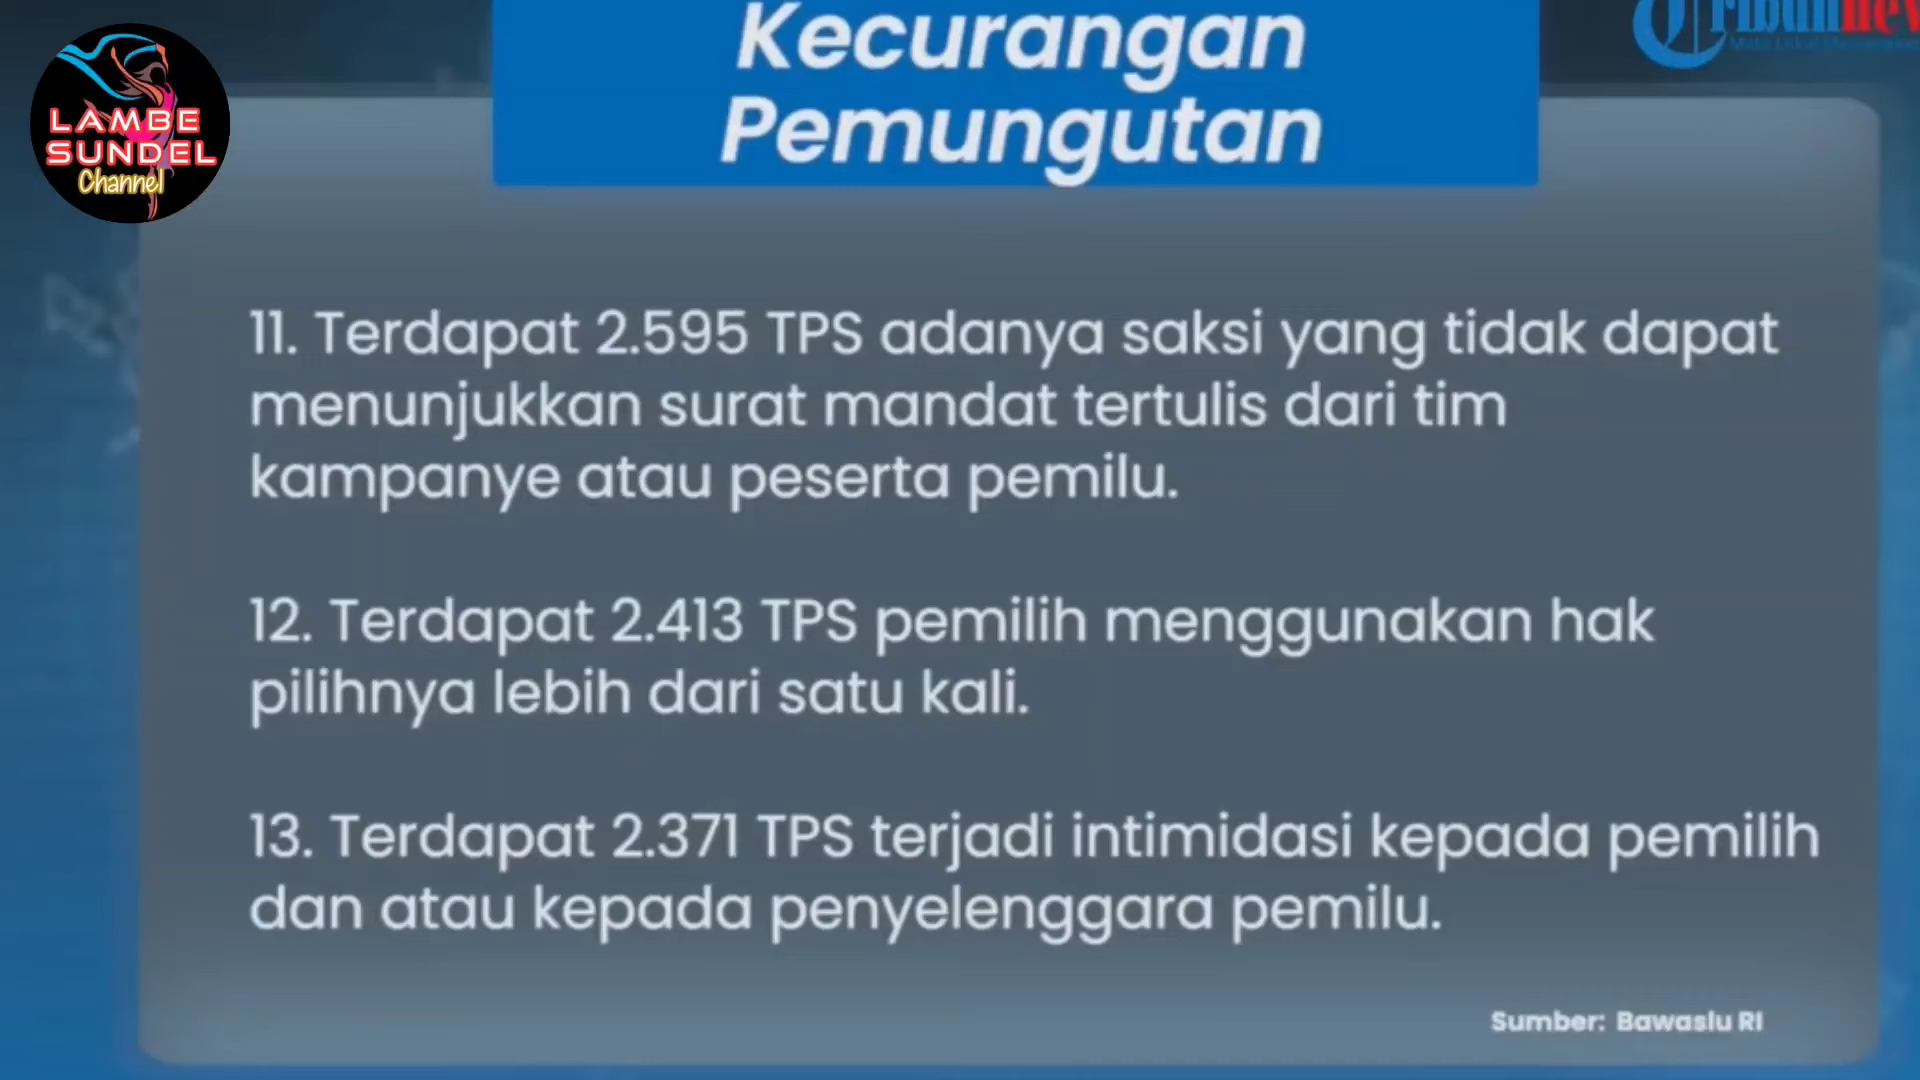 Kecurangan
Pemungutan
LAMBE
SUNDEL
Channel
11. Terdapat 2.595 TPS adanya saksi yang tidak dapat
menunjukkan surat mandat tertulis dari tim
kampanye atau peserta pemilu.
12. Terdapat 2.413 TPS pemilih menggunakan hak
pilihnya lebih dari satu kali.
13. Terdapat 2.371 TPS terjadi intimidasi kepada pemilih
dan atau kepada penyelenggara pemilu.
Sumber: Bawaslu RI